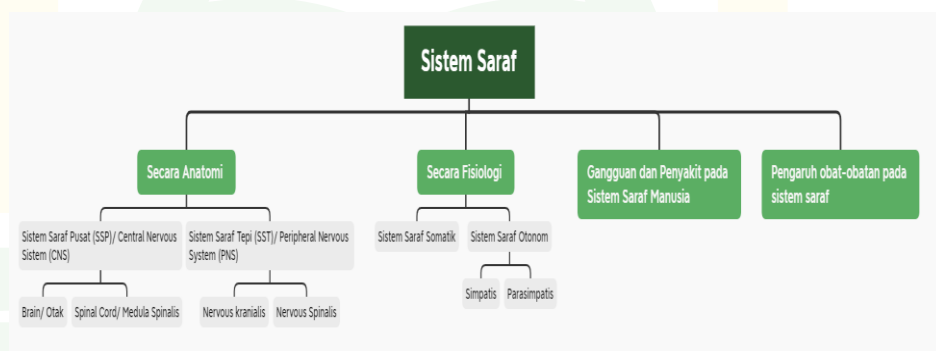 Sistem Saraf
Secara Anatomi
Secara Fisiologi
Gangguan dan Penyakit pada
Sistem Saraf Manusia
Pengaruh obat-obatan pada
sistem saraf
Sistem Saraf Pusat (SSP)/ Central Nervous
Sistem (CNS)
Sistem Saraf Tepi (SST)/ Peripheral Nervous
System (PNS)
Sistem Saraf Somatik
Sistem Saraf Otonom
Brain/ Otak
Spinal Cord/ Medula Spinalis
Nervous kranialis
Nervous Spinalis
Simpatis
Parasimpatis